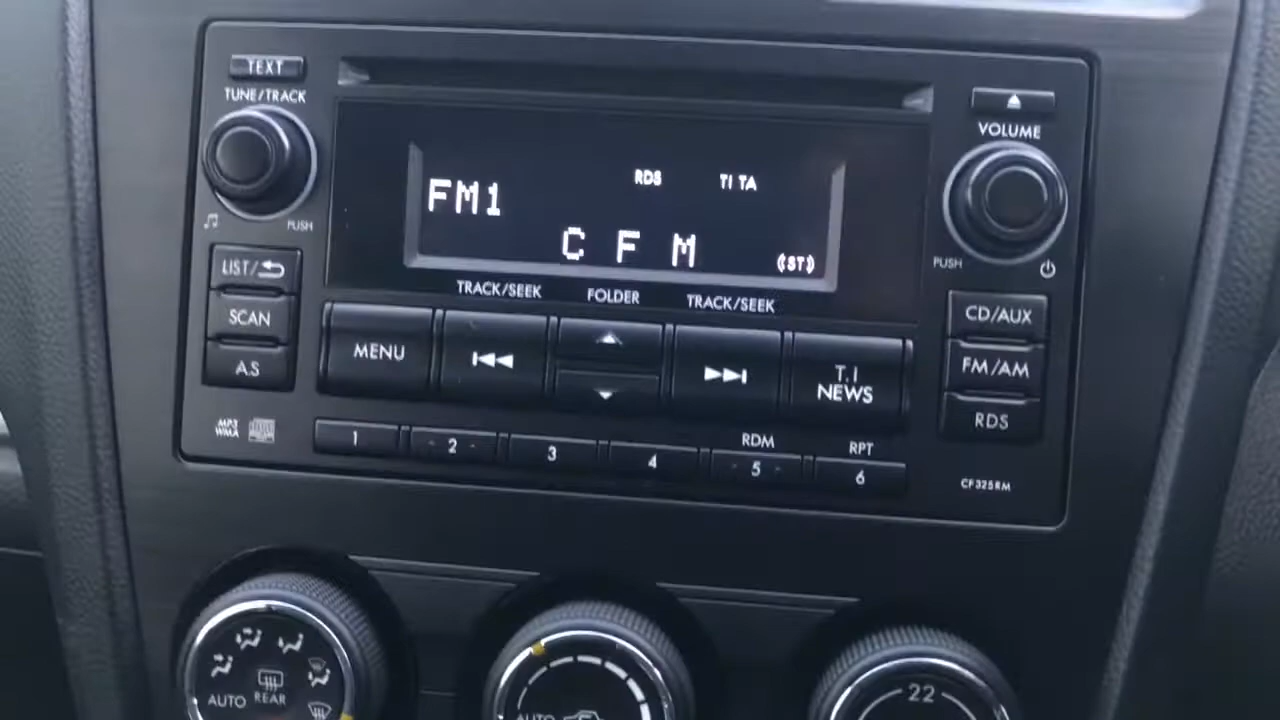 TEXT
TUNE/TRACK
PUSH
LIST/
SCAN
A.S
MP3
WMA
FM1
RDS
TI TA
C F M
(ST)
TRACK/SEEK
FOLDER
TRACK/SEEK
MENU
T.I
NEWS
1
2
3
4
RDM
5
RPT
6
VOLUME
PUSH
CD/AUX
FM/AM
RDS
CF325RM
AUTO
REAR
AUTO
22